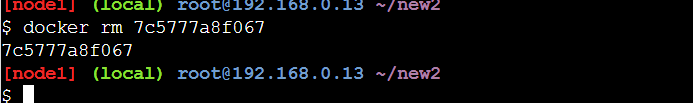 [node1] (local) root@192.168.0.13 ~/new2
$ docker rm 7c5777a8f067
7c5777a8f067
[node1] (local) root@192.168.0.13 ~/new2
$